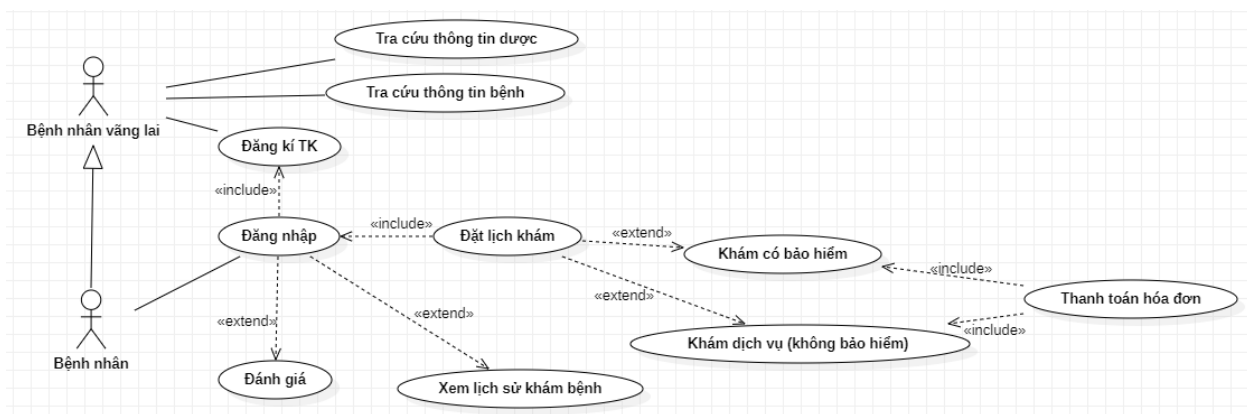 Tra cứu thông tin dược
Tra cứu thông tin bệnh
Bệnh nhân vãng lai
Đăng kí TK
«include»
Đăng nhập
«include»
Đặt lịch khám
«extend»
Khám có bảo hiểm
«include»
Thanh toán hóa đơn
«extend»
«include»
Khám dịch vụ (không bảo hiểm)
«extend»
«extend»
Bệnh nhân
Đánh giá
Xem lịch sử khám bệnh